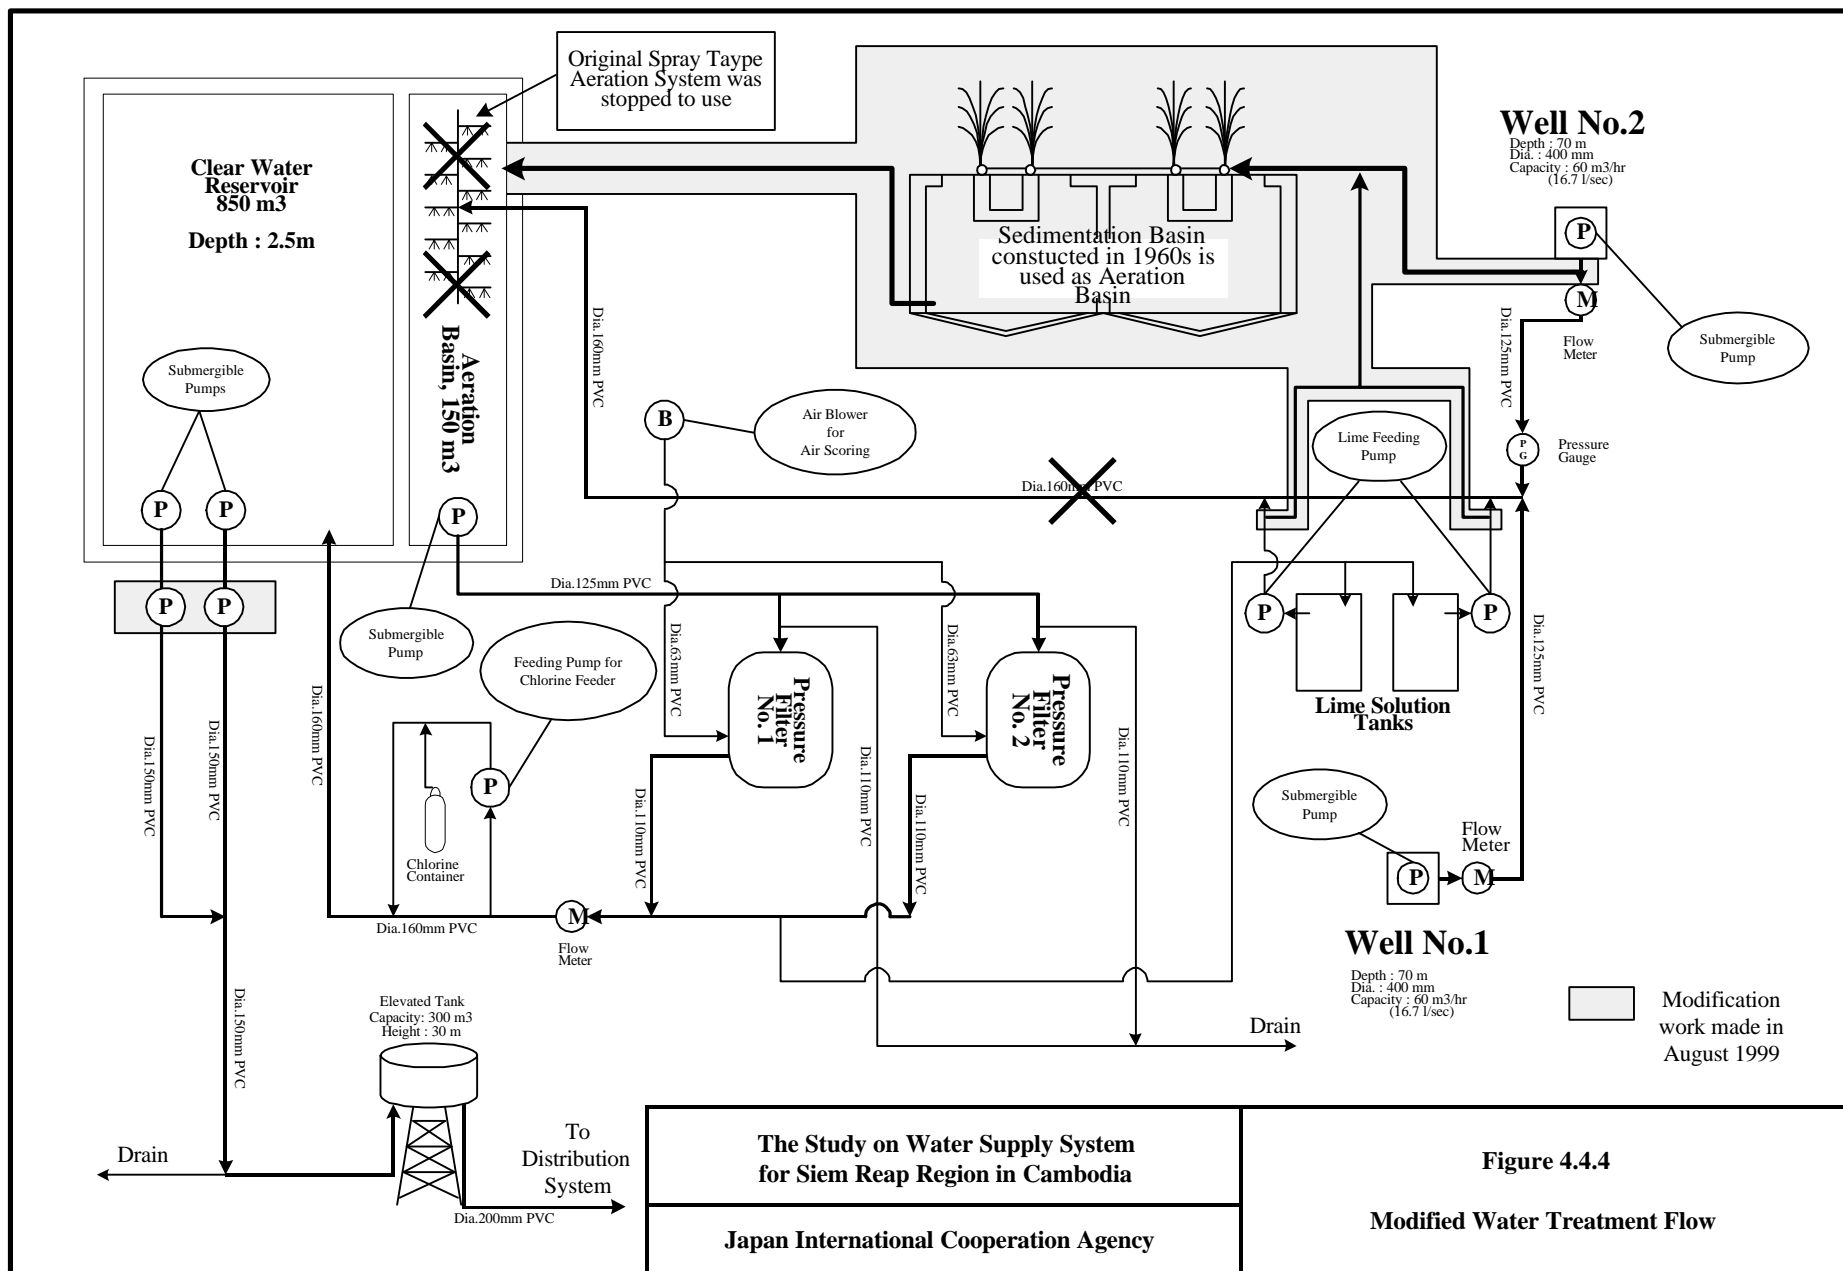 Original Spray Taype
Aeration System was
stopped to use
Well No.2
Depth : 70 m
Dia. : 400 mm
Capacity : 60 m3/hr
(16.7 l/sec)
Clear Water
Reservoir
850 m3
Depth : 2.5m
P
Sedimentation Basin
constucted in 1960s is
used as Aeration
Basin
M
Flow
Meter
Submergible
Pump
Dia.160mm PVC
Dia.125mm PVC
Aeration
Basin, 150 m3
Submergible
Pumps
B
Air Blower
for
Air Scoring
Lime Feeding
Pump
P
G
Pressure
Gauge
Dia.160mm PVC
P
P
P
Dia.125mm PVC
P
P
P
P
Lime Solution
Tanks
Dia.125mm PVC
Submergible
Pump
Feeding Pump for
Chlorine Feeder
Dia.63mm PVC
Dia.63mm PVC
Pressure
Filter
No. 1
Pressure
Filter
No. 2
Dia.160mm PVC
Dia.150mm PVC
Dia.150mm PVC
P
Chlorine
Container
Dia.110mm PVC
Dia.110mm PVC
Dia.110mm PVC
Dia.110mm PVC
Submergible
Pump
Flow
Meter
P
M
Dia.160mm PVC
M
Flow
Meter
Well No.1
Depth : 70 m
Dia. : 400 mm
Capacity : 60 m3/hr
(16.7 l/sec)
Dia.150mm PVC
Elevated Tank
Capacity: 300 m3
Height : 30 m
Drain
Modification
work made in
August 1999
Drain
To
Distribution
System
Dia.200mm PVC
The Study on Water Supply System
for Siem Reap Region in Cambodia
Japan International Cooperation Agency
Figure 4.4.4
Modified Water Treatment Flow